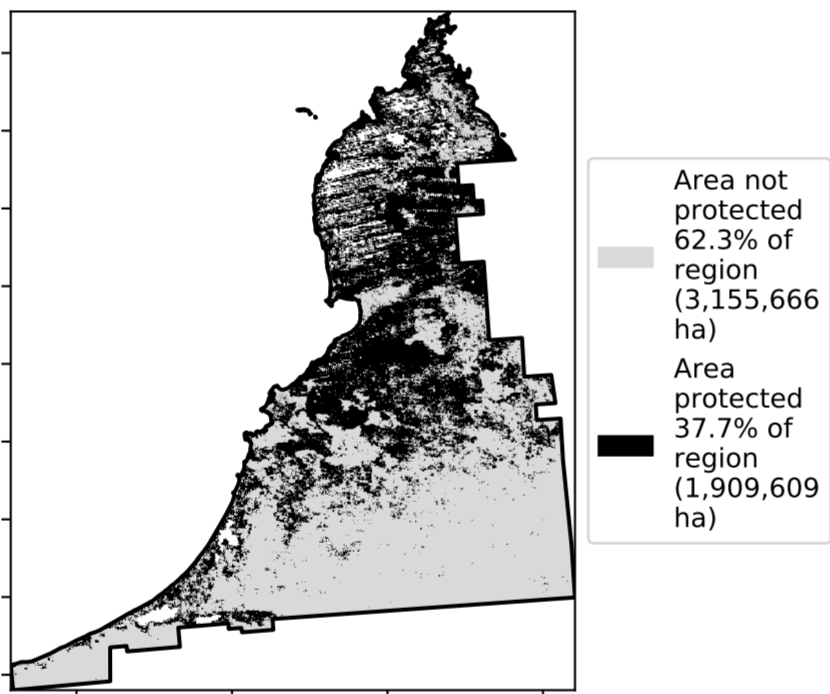 Area not
protected
62.3% of
region
(3,155,666
ha)
Area
protected
37.7% of
region
(1,909,609
ha)